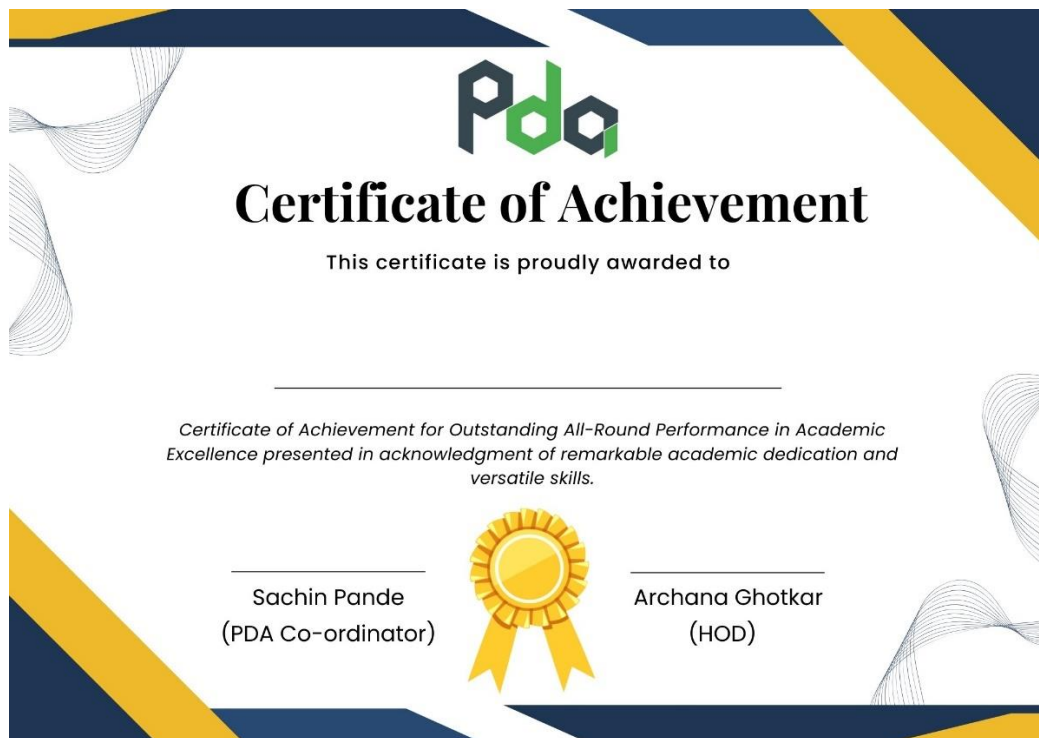 Pda
Certificate of Achievement
This certificate is proudly awarded to
Certificate of Achievement for Outstanding All-Round Performance in Academic
Excellence presented in acknowledgment of remarkable academic dedication and
versatile skills.
Sachin Pande
(PDA Co-ordinator)
Archana Ghotkar
(HOD)